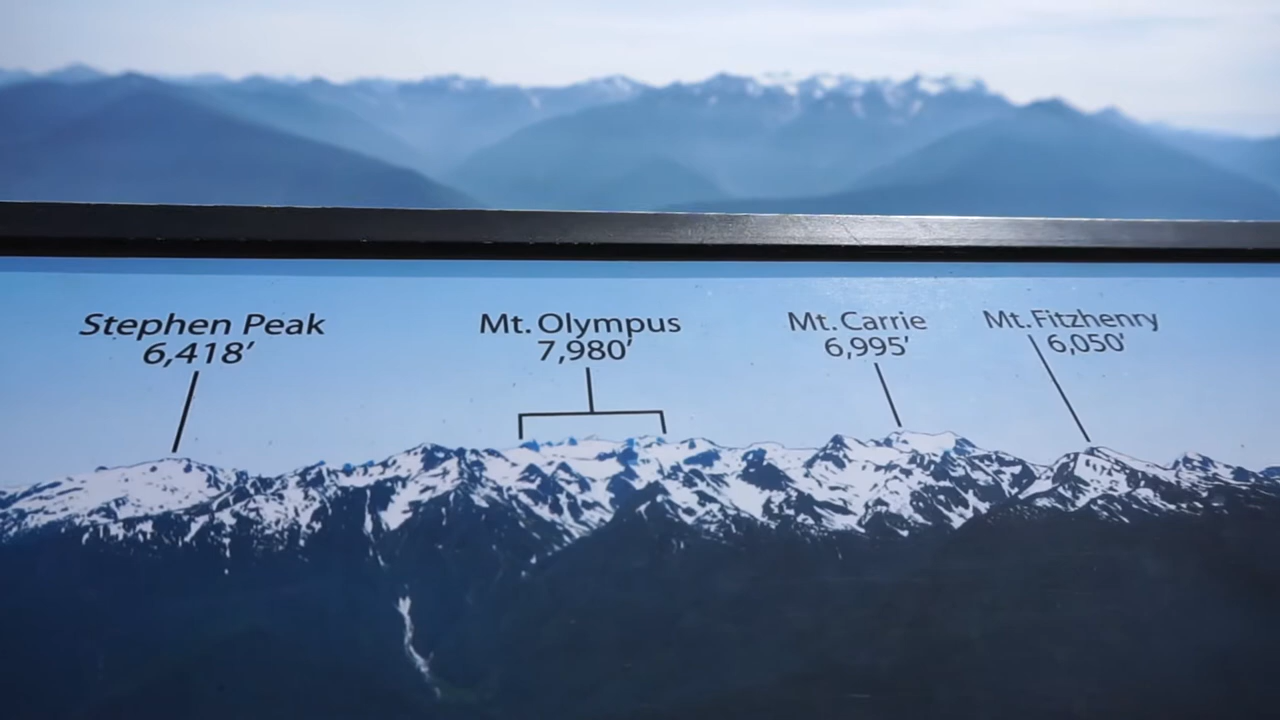 Stephen Peak
6,418'
Mt. Olympus
7,980'
Mt. Carrie
6,995'
Mt. Fitzhenry
6,050'